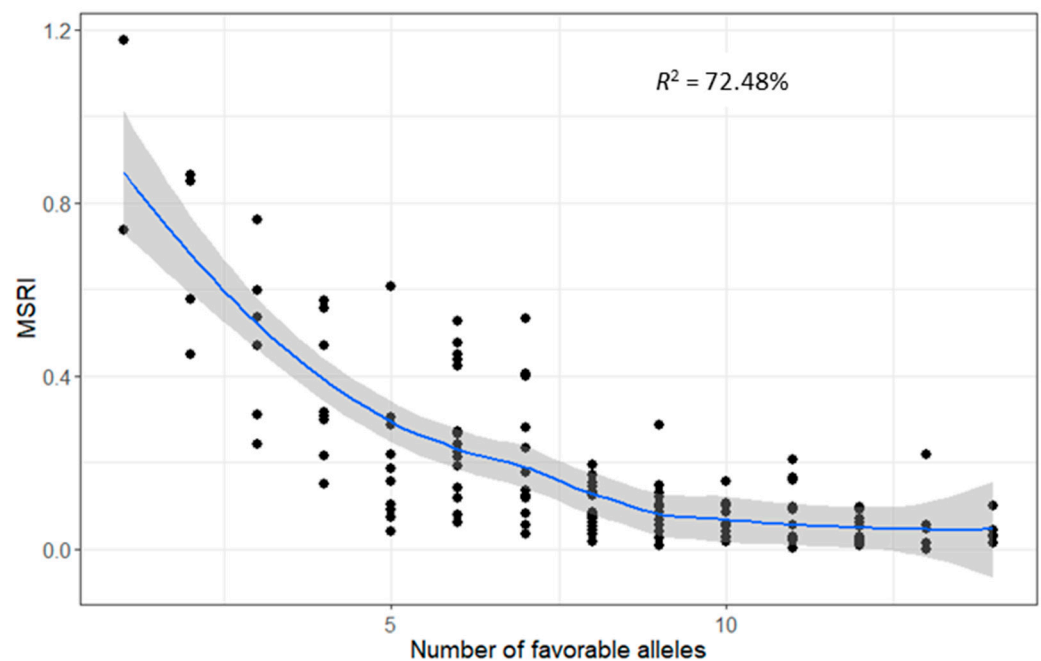 1.2
R² = 72.48%
0.8
MSRI
0.4
0.0
5
10
Number of favorable alleles